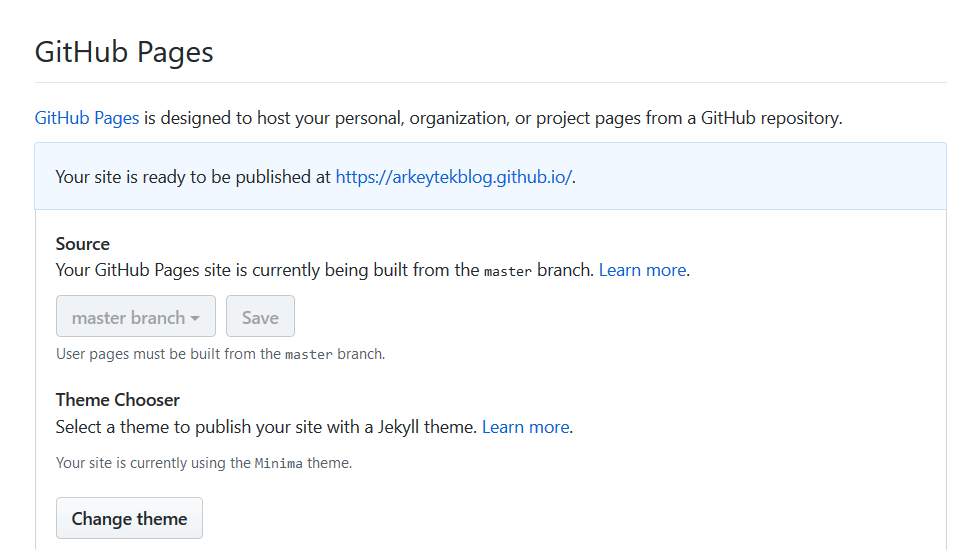 GitHub Pages
GitHub Pages is designed to host your personal, organization, or project pages from a GitHub repository.
Your site is ready to be published at https://arkeytekblog.github.io/.
Source
Your GitHub Pages site is currently being built from the master branch. Learn more.
master branch Save
User pages must be built from the master branch.
Theme Chooser
Select a theme to publish your site with a Jekyll theme. Learn more.
Your site is currently using the Minima theme.
Change theme